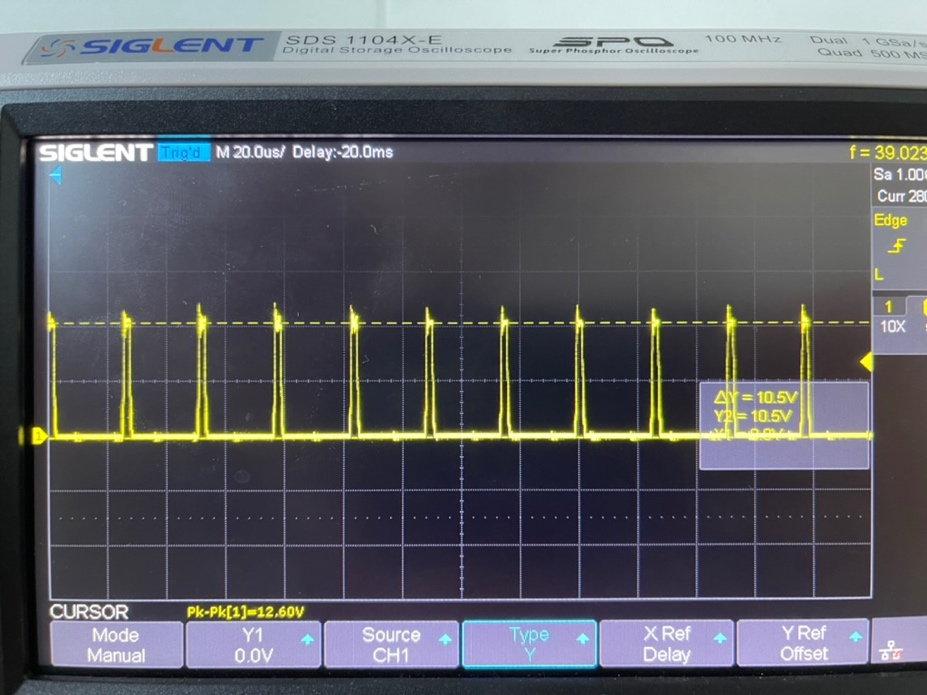 SIGLENT SDS 1104X-E
Digital Storage Oscilloscope
SPO
Super Phosphor Oscilloscope
100 MHz
Dual 1 GSa/s
Quad 500 MS
SIGLENT Trig'd M 20.0us/ Delay:-20.0ms
f = 39.023
Sa 1.00
Curr 280
Edge
L
1
10X
ΔY = 10.5V
Y2 = 10.5V
1
CURSOR Pk-Pk[1]=12.60V
Mode
Manual
Y1
0.0V
Source
CH1
Type
Y
X Ref
Delay
Y Ref
Offset